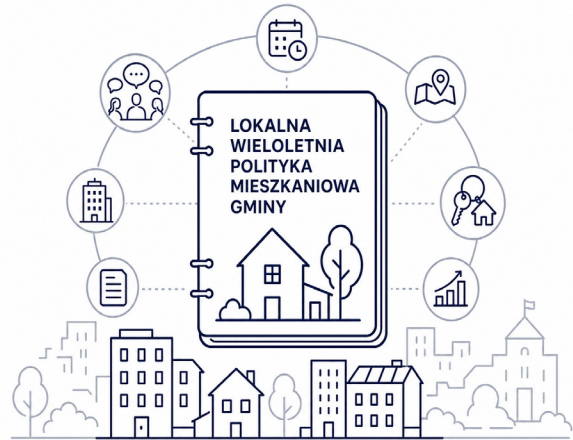 LOKALNA
WIELOLETNIA
POLITYKA
MIESZKANIOWA
GMINY